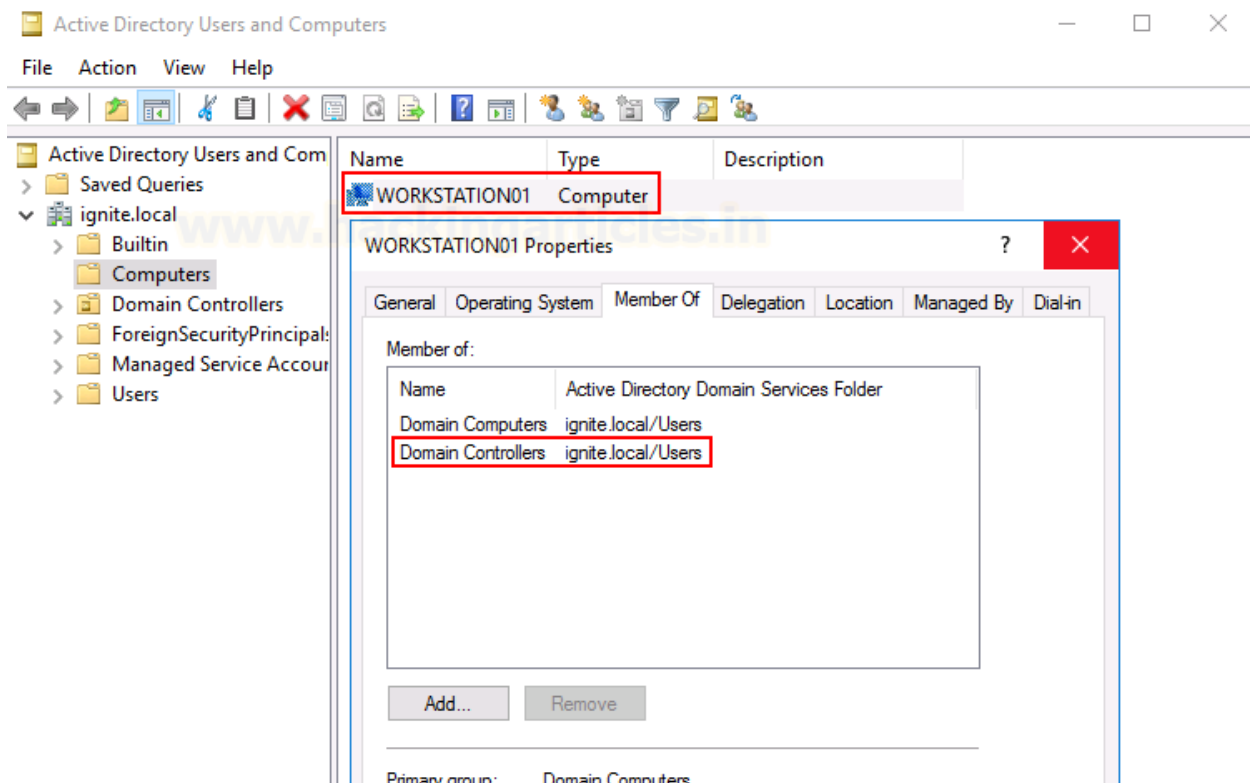 Active Directory Users and Computers
File Action View Help
Active Directory Users and Com
Saved Queries
ignite.local
Builtin
Computers
Domain Controllers
ForeignSecurityPrincipals
Managed Service Accour
Users
Name Type Description
WORKSTATION01 Computer
www.hackingarticles.in
WORKSTATION01 Properties
General Operating System Member Of Delegation Location Managed By Dial-in
Member of:
Name Active Directory Domain Services Folder
Domain Computers ignite.local/Users
Domain Controllers ignite.local/Users
Add... Remove
Primary group: Domain Computers